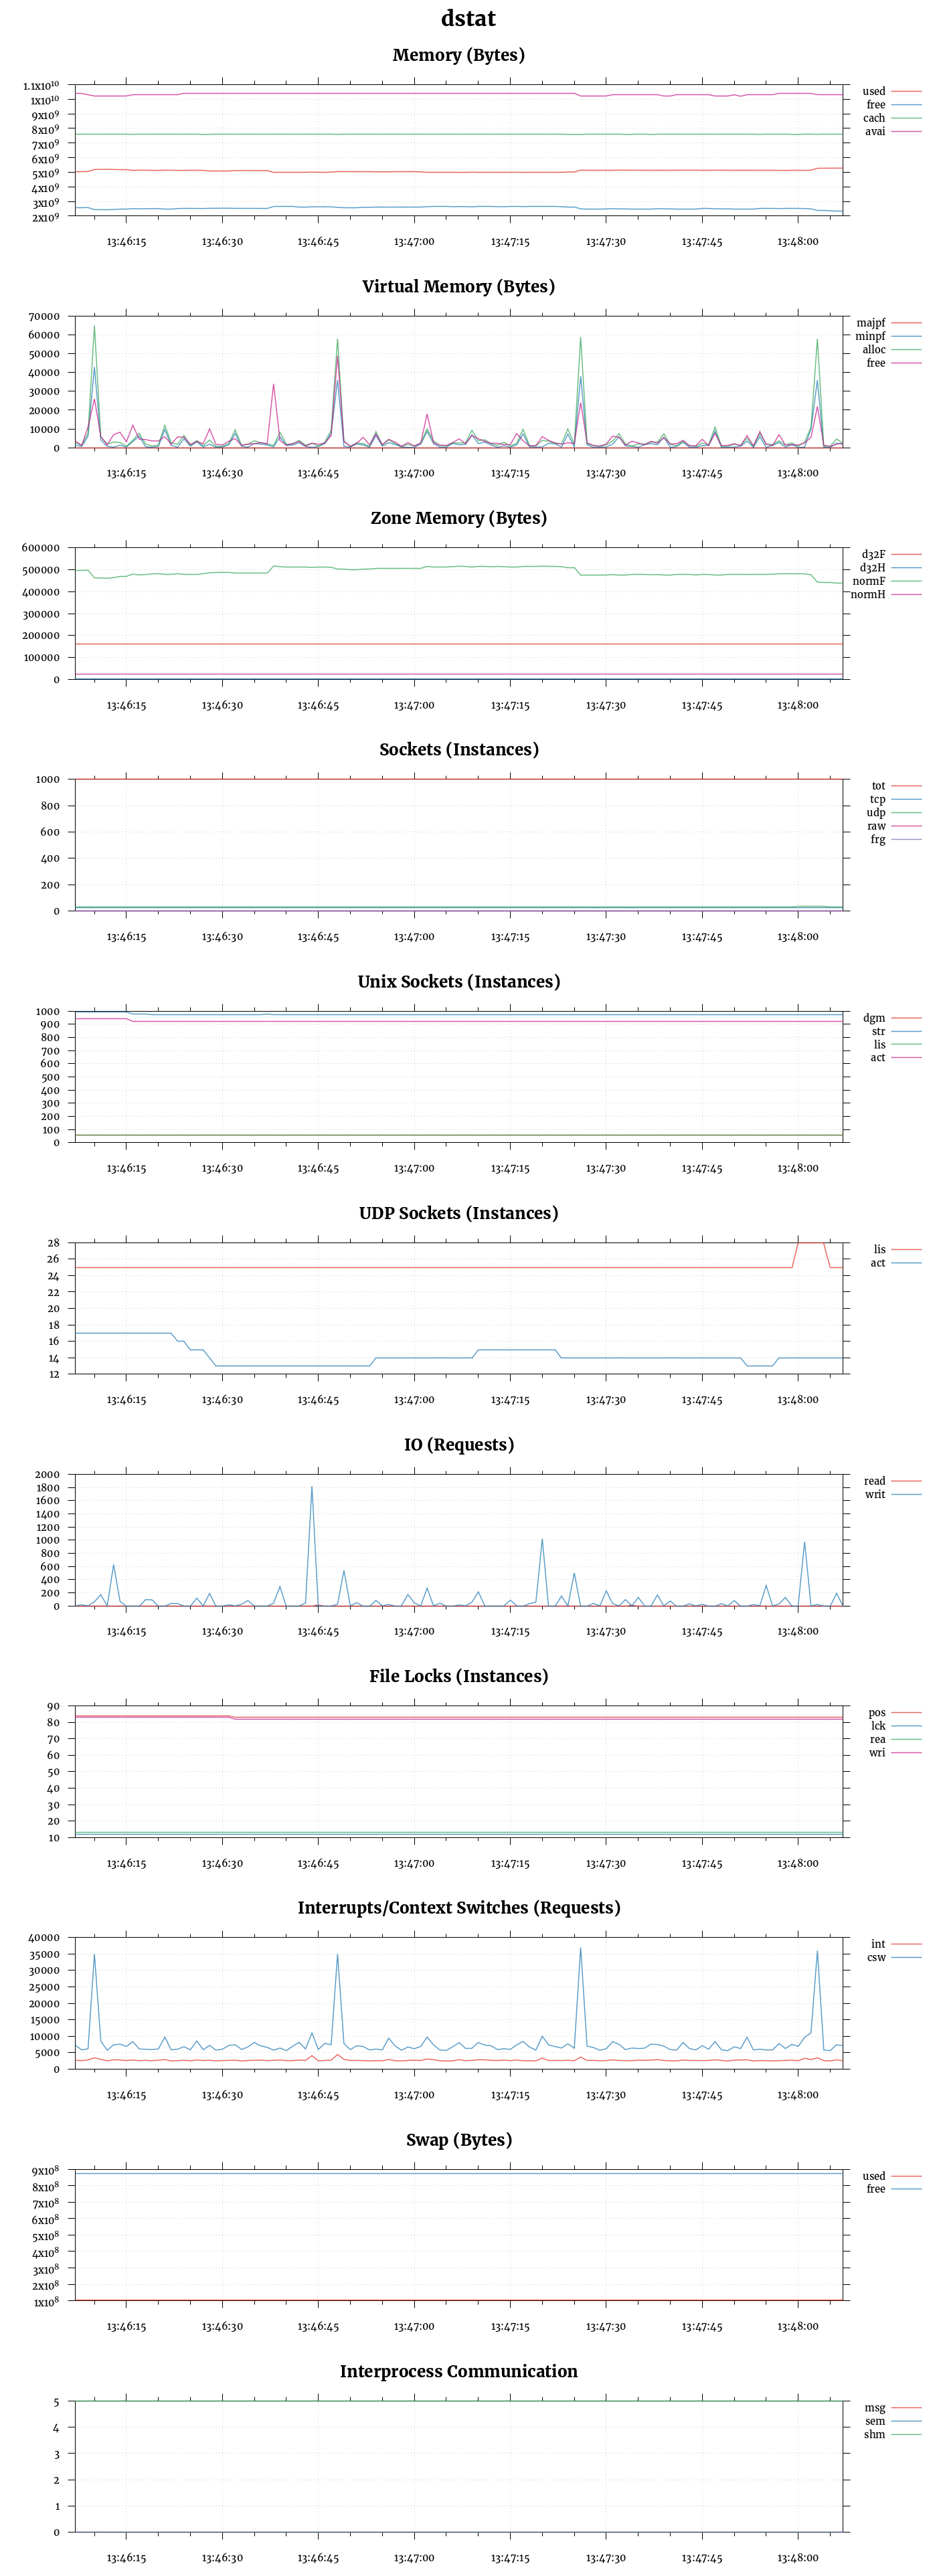 dstat
Memory (Bytes)
1.1x10¹⁰
1x10¹⁰
9x10⁹
8x10⁹
7x10⁹
6x10⁹
5x10⁹
4x10⁹
3x10⁹
2x10⁹
used
free
cach
avai
13:46:15 13:46:30 13:46:45 13:47:00 13:47:15 13:47:30 13:47:45 13:48:00
Virtual Memory (Bytes)
70000
60000
50000
40000
30000
20000
10000
0
majpf
minpf
alloc
free
13:46:15 13:46:30 13:46:45 13:47:00 13:47:15 13:47:30 13:47:45 13:48:00
Zone Memory (Bytes)
600000
500000
400000
300000
200000
100000
0
d32F
d32H
normF
normH
13:46:15 13:46:30 13:46:45 13:47:00 13:47:15 13:47:30 13:47:45 13:48:00
Sockets (Instances)
1000
800
600
400
200
0
tot
tcp
udp
raw
frg
13:46:15 13:46:30 13:46:45 13:47:00 13:47:15 13:47:30 13:47:45 13:48:00
Unix Sockets (Instances)
1000
900
800
700
600
500
400
300
200
100
0
dgm
str
lis
act
13:46:15 13:46:30 13:46:45 13:47:00 13:47:15 13:47:30 13:47:45 13:48:00
UDP Sockets (Instances)
28
26
24
22
20
18
16
14
12
lis
act
13:46:15 13:46:30 13:46:45 13:47:00 13:47:15 13:47:30 13:47:45 13:48:00
IO (Requests)
2000
1800
1600
1400
1200
1000
800
600
400
200
0
read
writ
13:46:15 13:46:30 13:46:45 13:47:00 13:47:15 13:47:30 13:47:45 13:48:00
File Locks (Instances)
90
80
70
60
50
40
30
20
10
pos
lck
rea
wri
13:46:15 13:46:30 13:46:45 13:47:00 13:47:15 13:47:30 13:47:45 13:48:00
Interrupts/Context Switches (Requests)
40000
35000
30000
25000
20000
15000
10000
5000
0
int
csw
13:46:15 13:46:30 13:46:45 13:47:00 13:47:15 13:47:30 13:47:45 13:48:00
Swap (Bytes)
9x10⁸
8x10⁸
7x10⁸
6x10⁸
5x10⁸
4x10⁸
3x10⁸
2x10⁸
1x10⁸
used
free
13:46:15 13:46:30 13:46:45 13:47:00 13:47:15 13:47:30 13:47:45 13:48:00
Interprocess Communication
5
4
3
2
1
0
msg
sem
shm
13:46:15 13:46:30 13:46:45 13:47:00 13:47:15 13:47:30 13:47:45 13:48:00